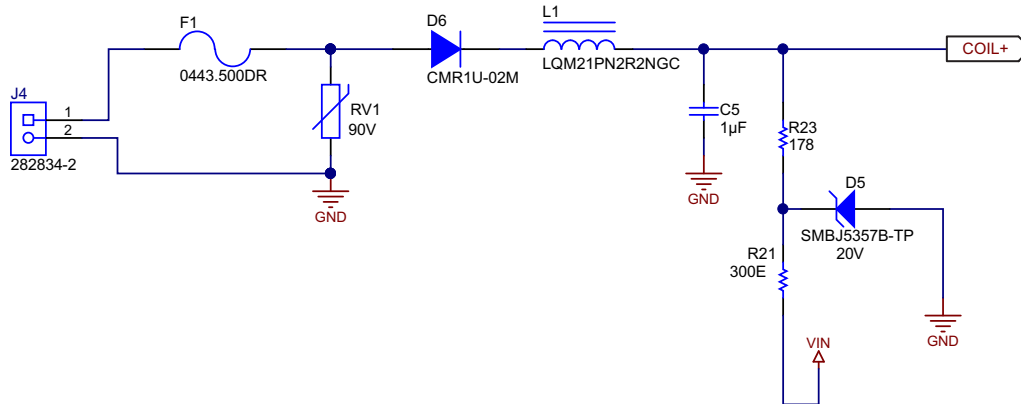 F1
0443.500DR
D6
CMR1U-02M
L1
LQM21PN2R2NGC
COIL+
J4
1
2
282834-2
RV1
90V
GND
C5
1µF
GND
R23
178
D5
SMBJ5357B-TP
20V
R21
300E
GND
VIN